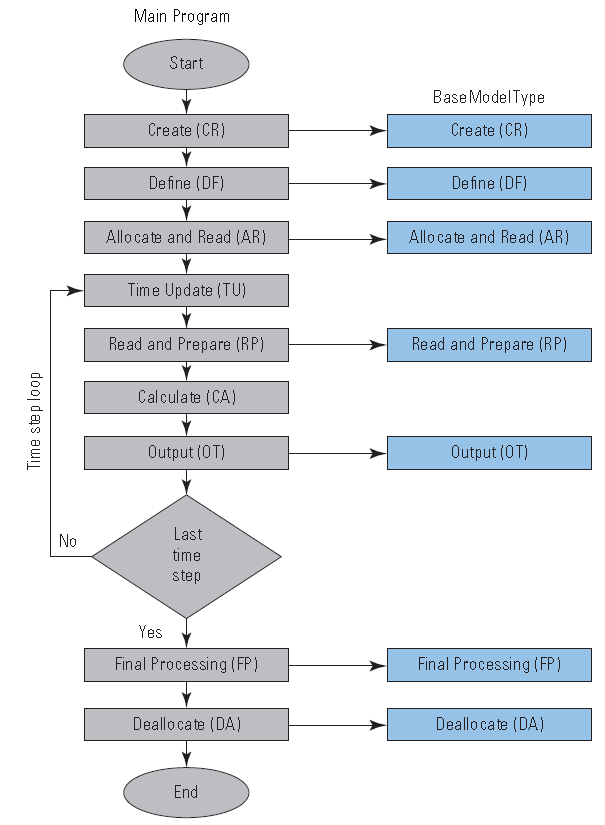 Main Program
Start
BaseModelType
Create (CR)
Create (CR)
Define (DF)
Define (DF)
Allocate and Read (AR)
Allocate and Read (AR)
Time Update (TU)
Read and Prepare (RP)
Read and Prepare (RP)
Calculate (CA)
Time step loop
Output (OT)
Output (OT)
Last
time
step
No
Yes
Final Processing (FP)
Final Processing (FP)
Deallocate (DA)
Deallocate (DA)
End